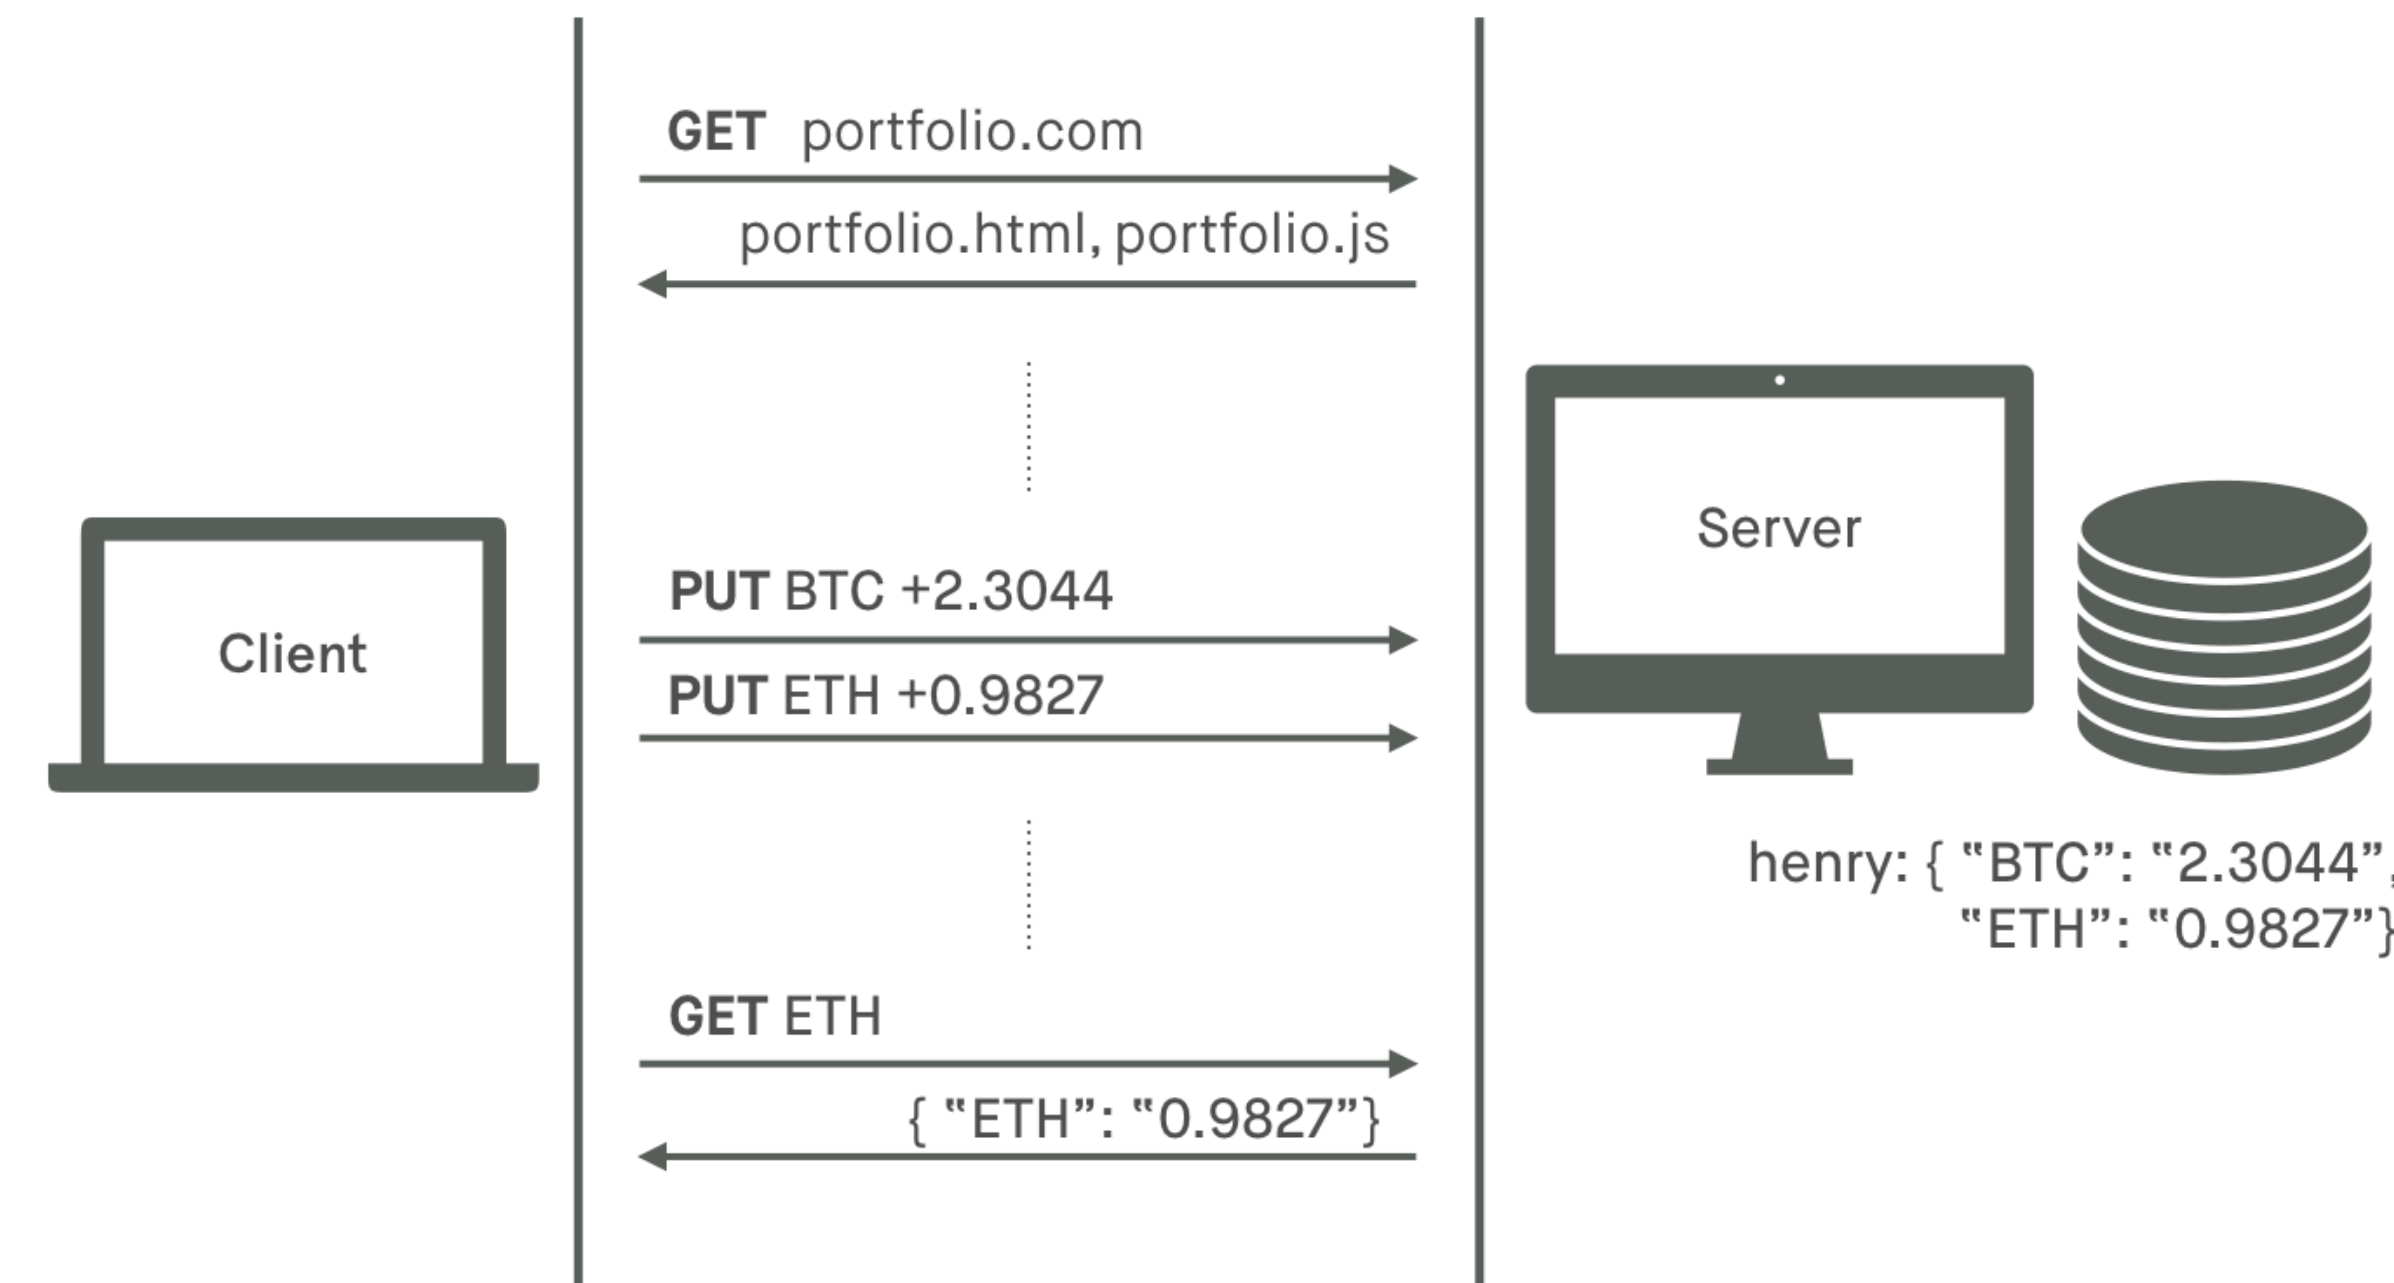 GET portfolio.com
portfolio.html, portfolio.js
Client
PUT BTC +2.3044
PUT ETH +0.9827
GET ETH
{ “ETH”: “0.9827”}
Server
henry: { “BTC”: “2.3044”,
“ETH”: “0.9827”}